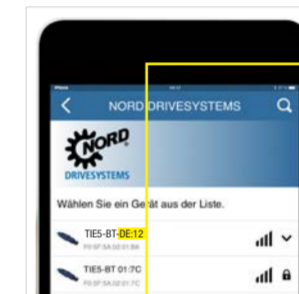 NORD DRIVESYSTEMS
NORD
DRIVESYSTEMS
Wählen Sie ein Gerät aus der Liste.
TIE5-BT-DE:12
TIE5-BT 01:7C